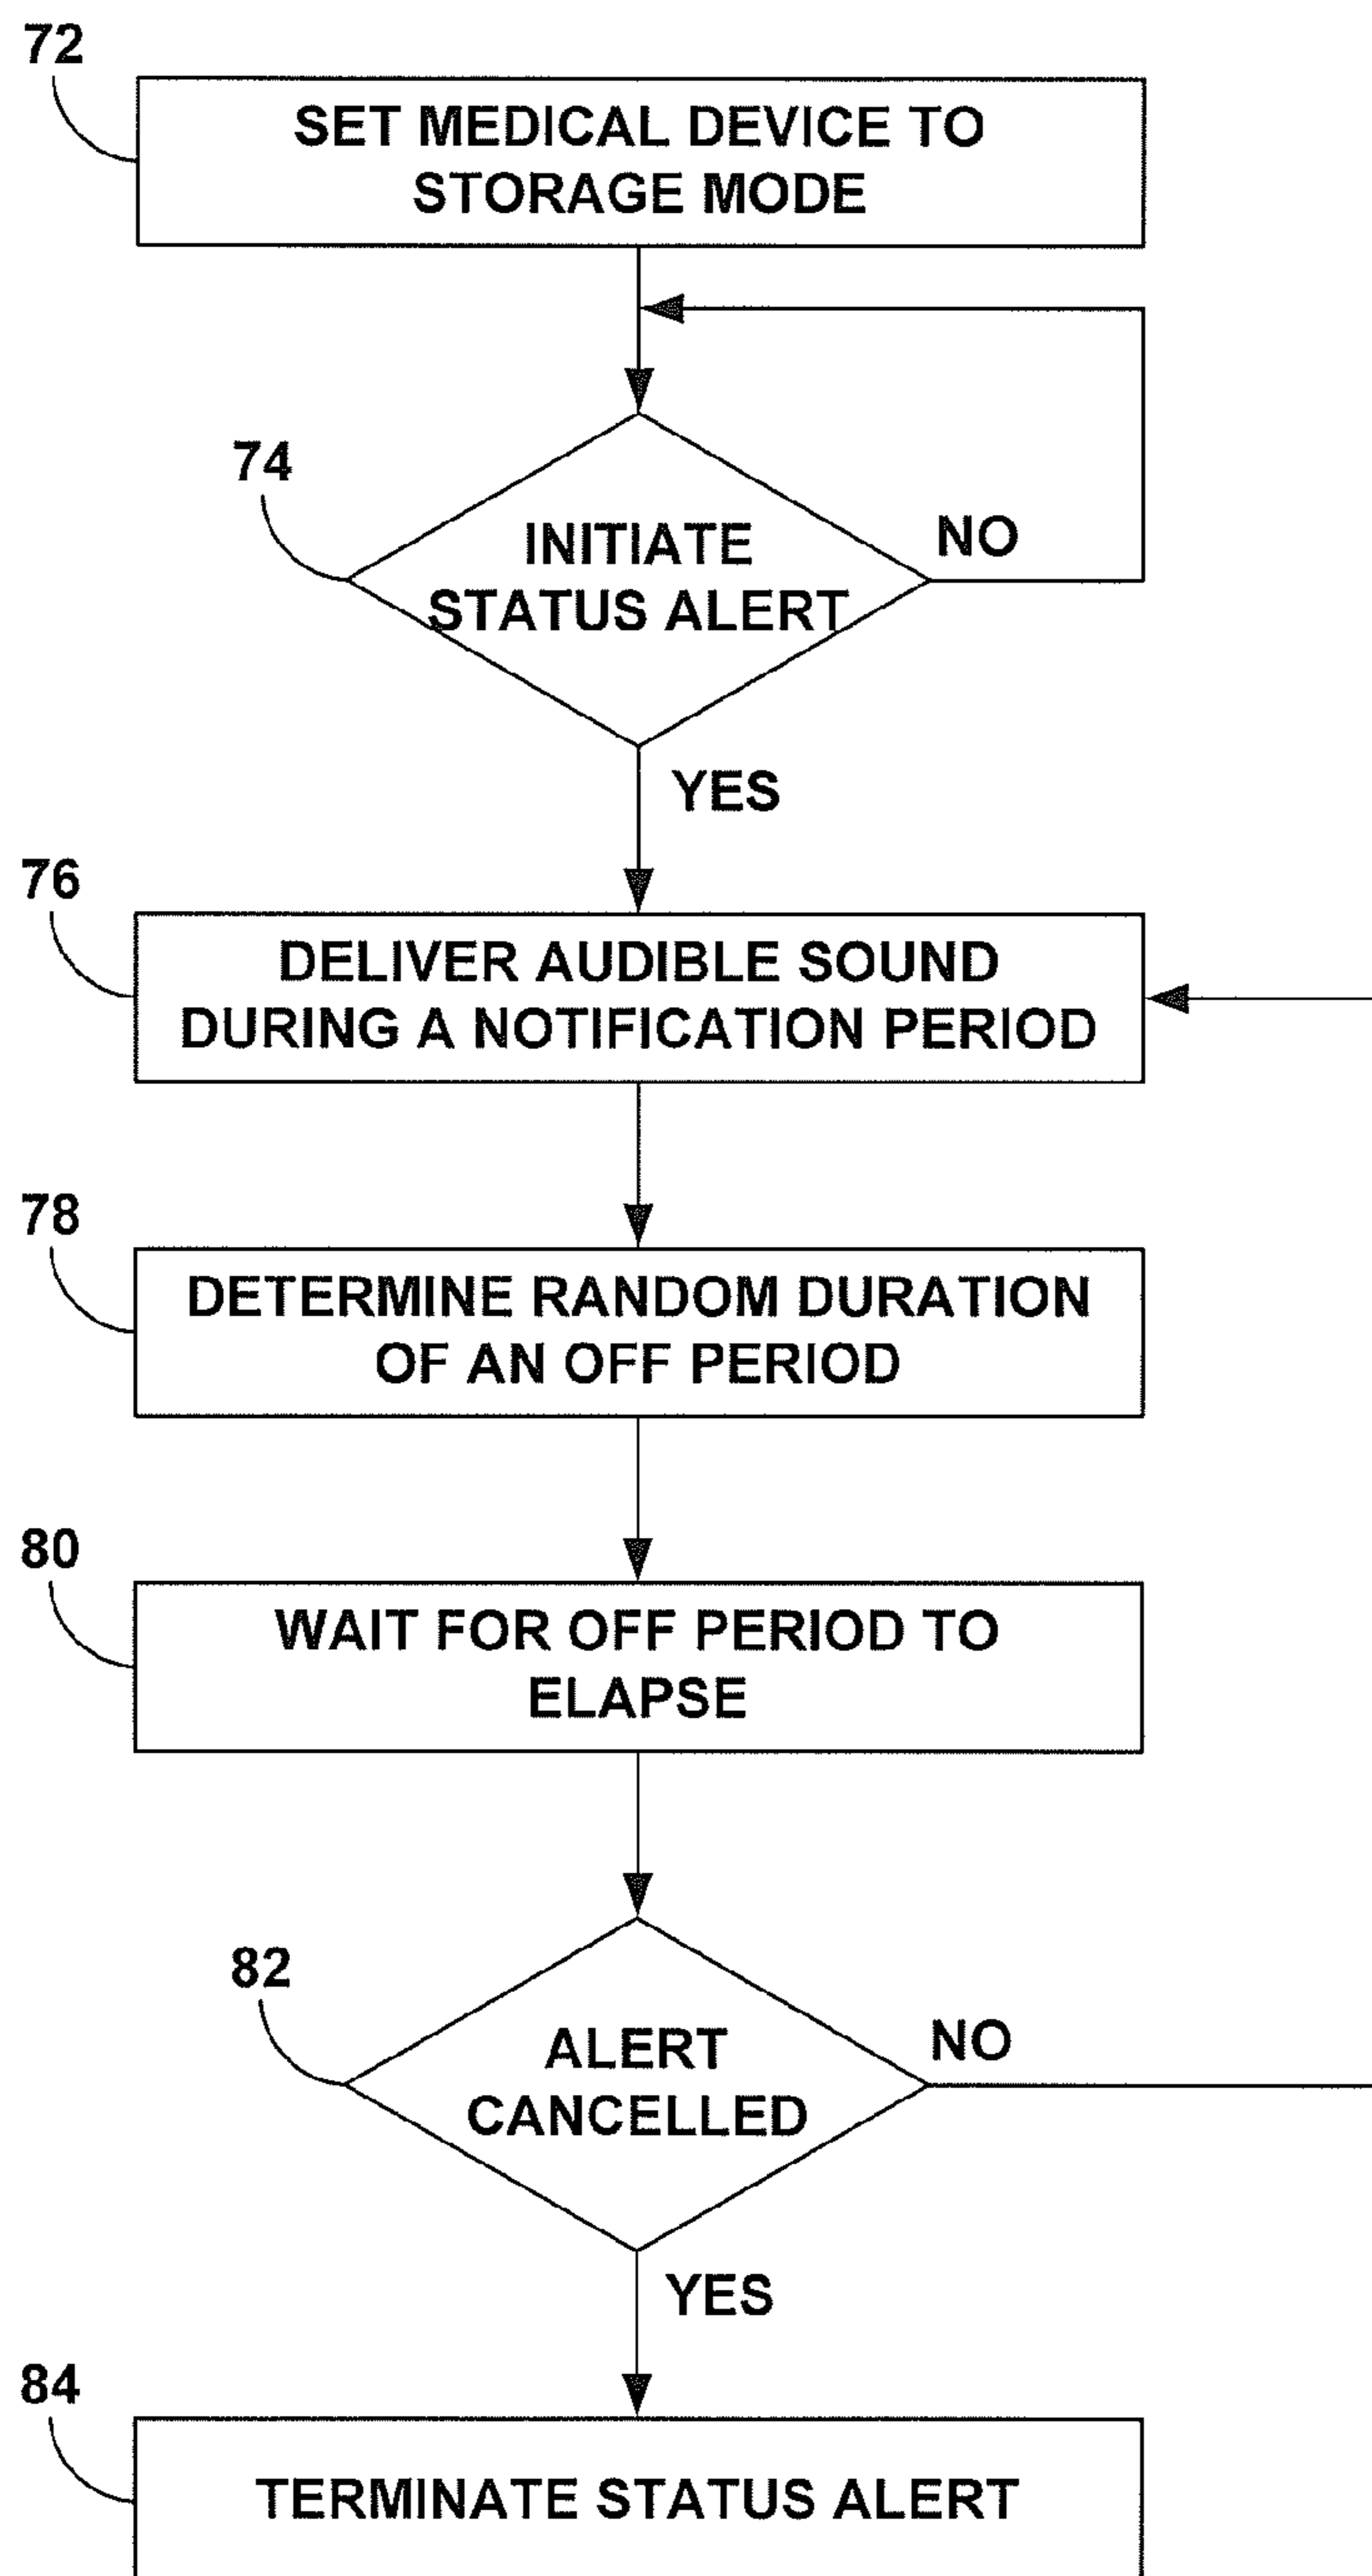 72
SET MEDICAL DEVICE TO
STORAGE MODE
74
INITIATE
STATUS ALERT
NO
YES
76
DELIVER AUDIBLE SOUND
DURING A NOTIFICATION PERIOD
78
DETERMINE RANDOM DURATION
OF AN OFF PERIOD
80
WAIT FOR OFF PERIOD TO
ELAPSE
82
ALERT
CANCELLED
NO
YES
84
TERMINATE STATUS ALERT